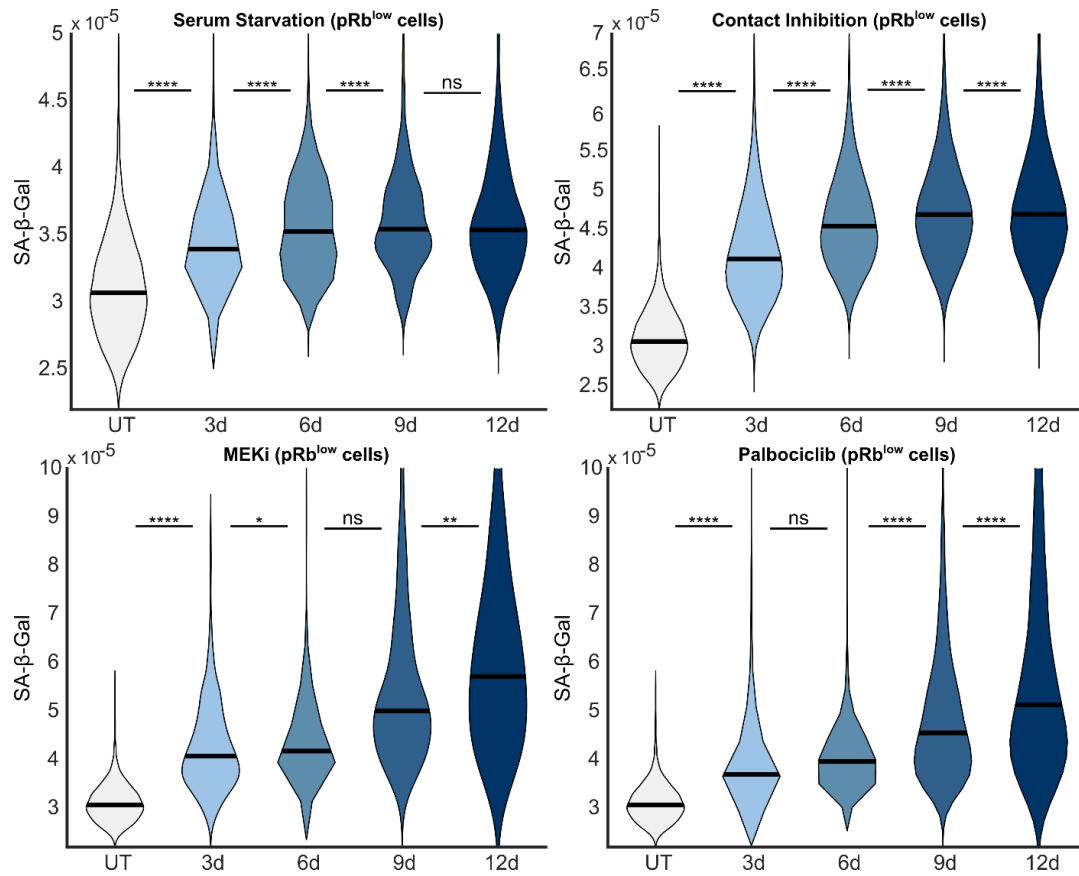 Serum Starvation (pRb^low cells)
x 10^-5
5
4.5
4
3.5
3
2.5
SA-β-Gal
**** **** **** ns
UT 3d 6d 9d 12d
Contact Inhibition (pRb^low cells)
x 10^-5
7
6.5
6
5.5
5
4.5
4
3.5
3
2.5
SA-β-Gal
**** **** **** ****
UT 3d 6d 9d 12d
MEKi (pRb^low cells)
x 10^-5
10
9
8
7
6
5
4
3
SA-β-Gal
**** * ns **
UT 3d 6d 9d 12d
Palbociclib (pRb^low cells)
x 10^-5
10
9
8
7
6
5
4
3
SA-β-Gal
**** ns **** ****
UT 3d 6d 9d 12d